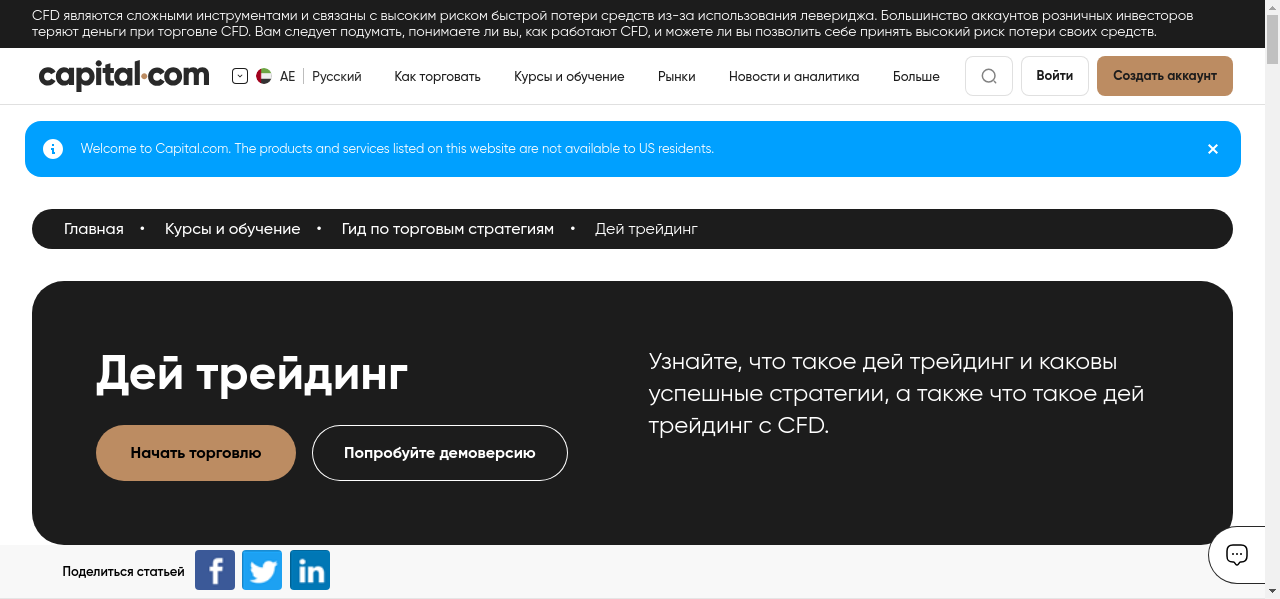 CFD являются сложными инструментами и связаны с высоким риском быстрой потери средств из-за использования левериджа. Большинство аккаунтов розничных инвесторов
теряют деньги при торговле CFD. Вам следует подумать, понимаете ли вы, как работают CFD, и можете ли вы позволить себе принять высокий риск потери своих средств.
capital.com AE Русский Как торговать Курсы и обучение Рынки Новости и аналитика Больше Войти Создать аккаунт
Welcome to Capital.com. The products and services listed on this website are not available to US residents.
Главная • Курсы и обучение • Гид по торговым стратегиям • Дей трейдинг
Дей трейдинг
Начать торговлю Попробуйте демоверсию
Узнайте, что такое дей трейдинг и каковы
успешные стратегии, а также что такое дей
трейдинг с CFD.
Поделиться статьей